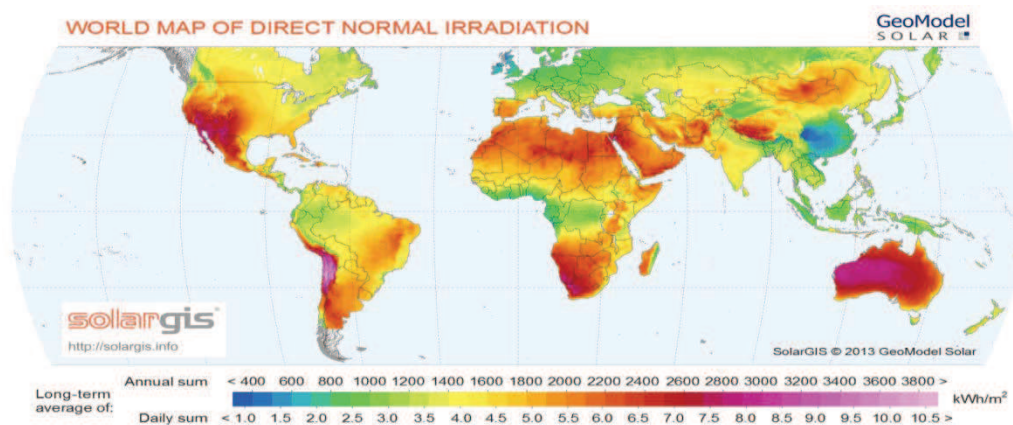 WORLD MAP OF DIRECT NORMAL IRRADIATION
GeoModel
SOLAR
solargis
http://solargis.info
SolarGIS © 2013 GeoModel Solar
Long-term
average of:
Annual sum < 400 600 800 1000 1200 1400 1600 1800 2000 2200 2400 2600 2800 3000 3200 3400 3600 3800 >
kWh/m²
Daily sum < 1.0 1.5 2.0 2.5 3.0 3.5 4.0 4.5 5.0 5.5 6.0 6.5 7.0 7.5 8.0 8.5 9.0 9.5 10.0 10.5 >